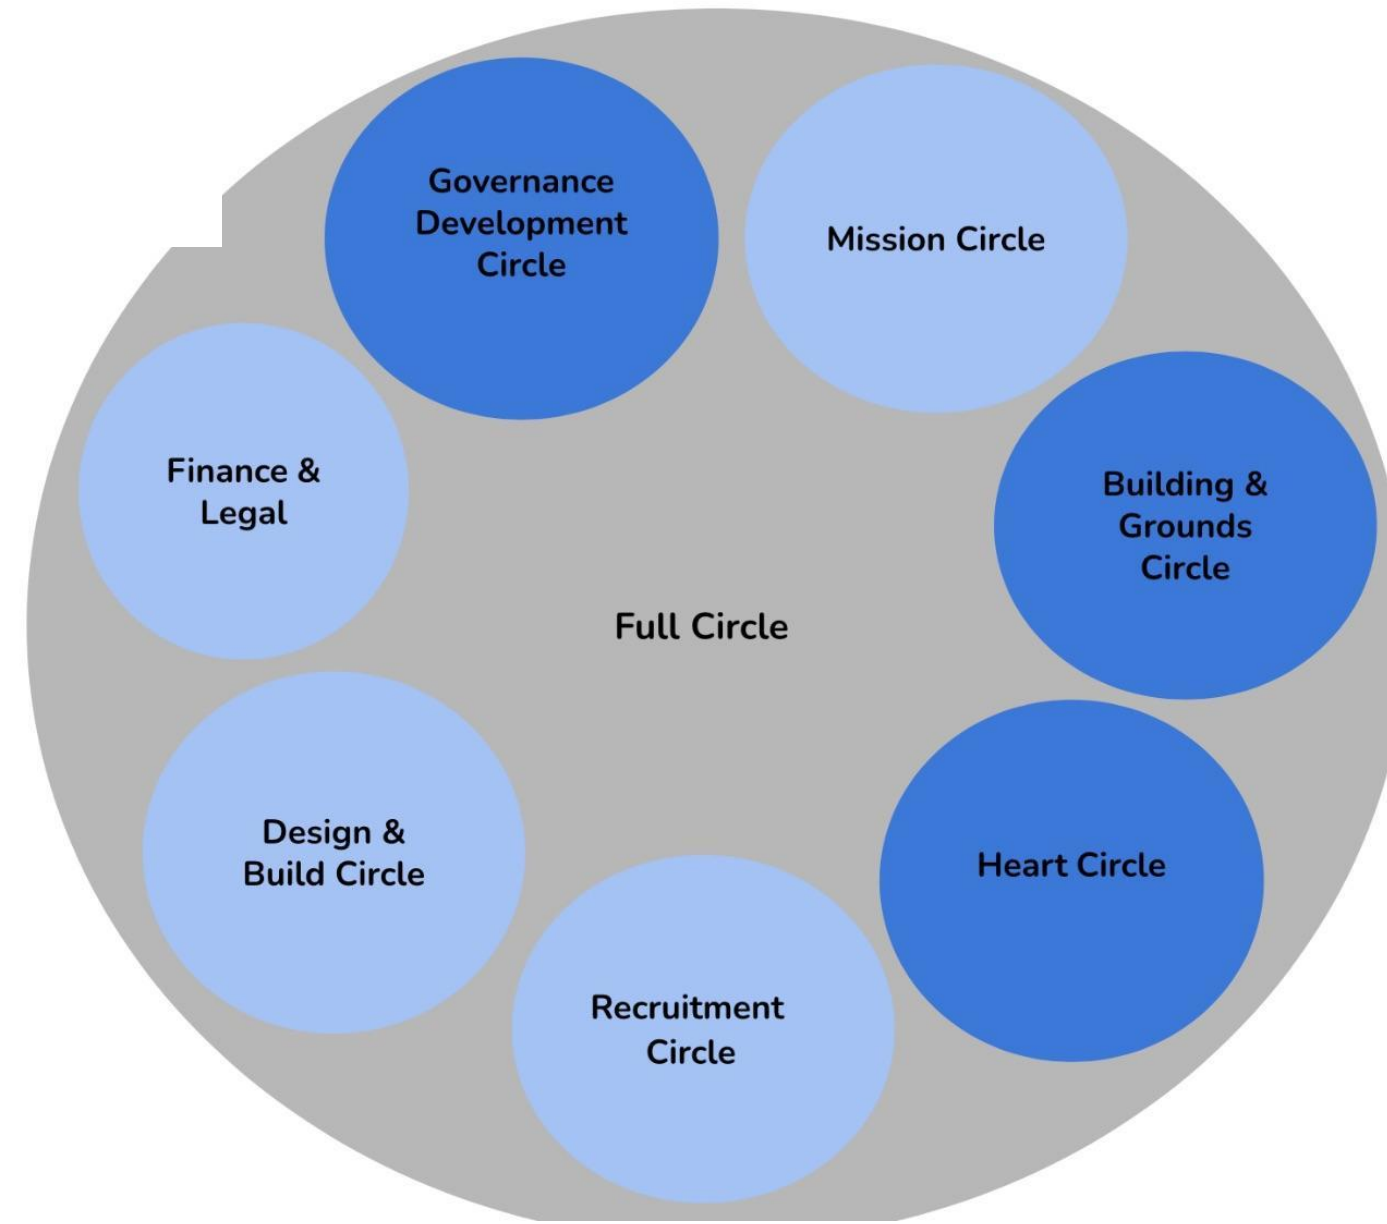 Governance
Development
Circle
Mission Circle
Finance &
Legal
Building &
Grounds
Circle
Full Circle
Design &
Build Circle
Heart Circle
Recruitment
Circle